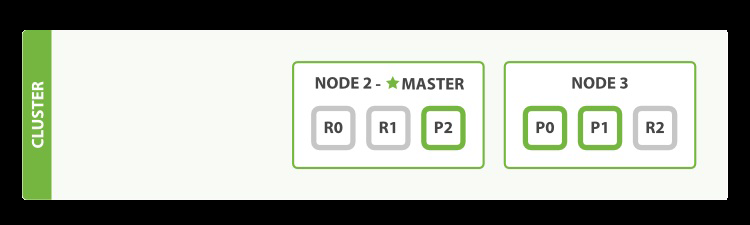 CLUSTER
NODE 2 - ★ MASTER
R0 R1 P2
NODE 3
P0 P1 R2